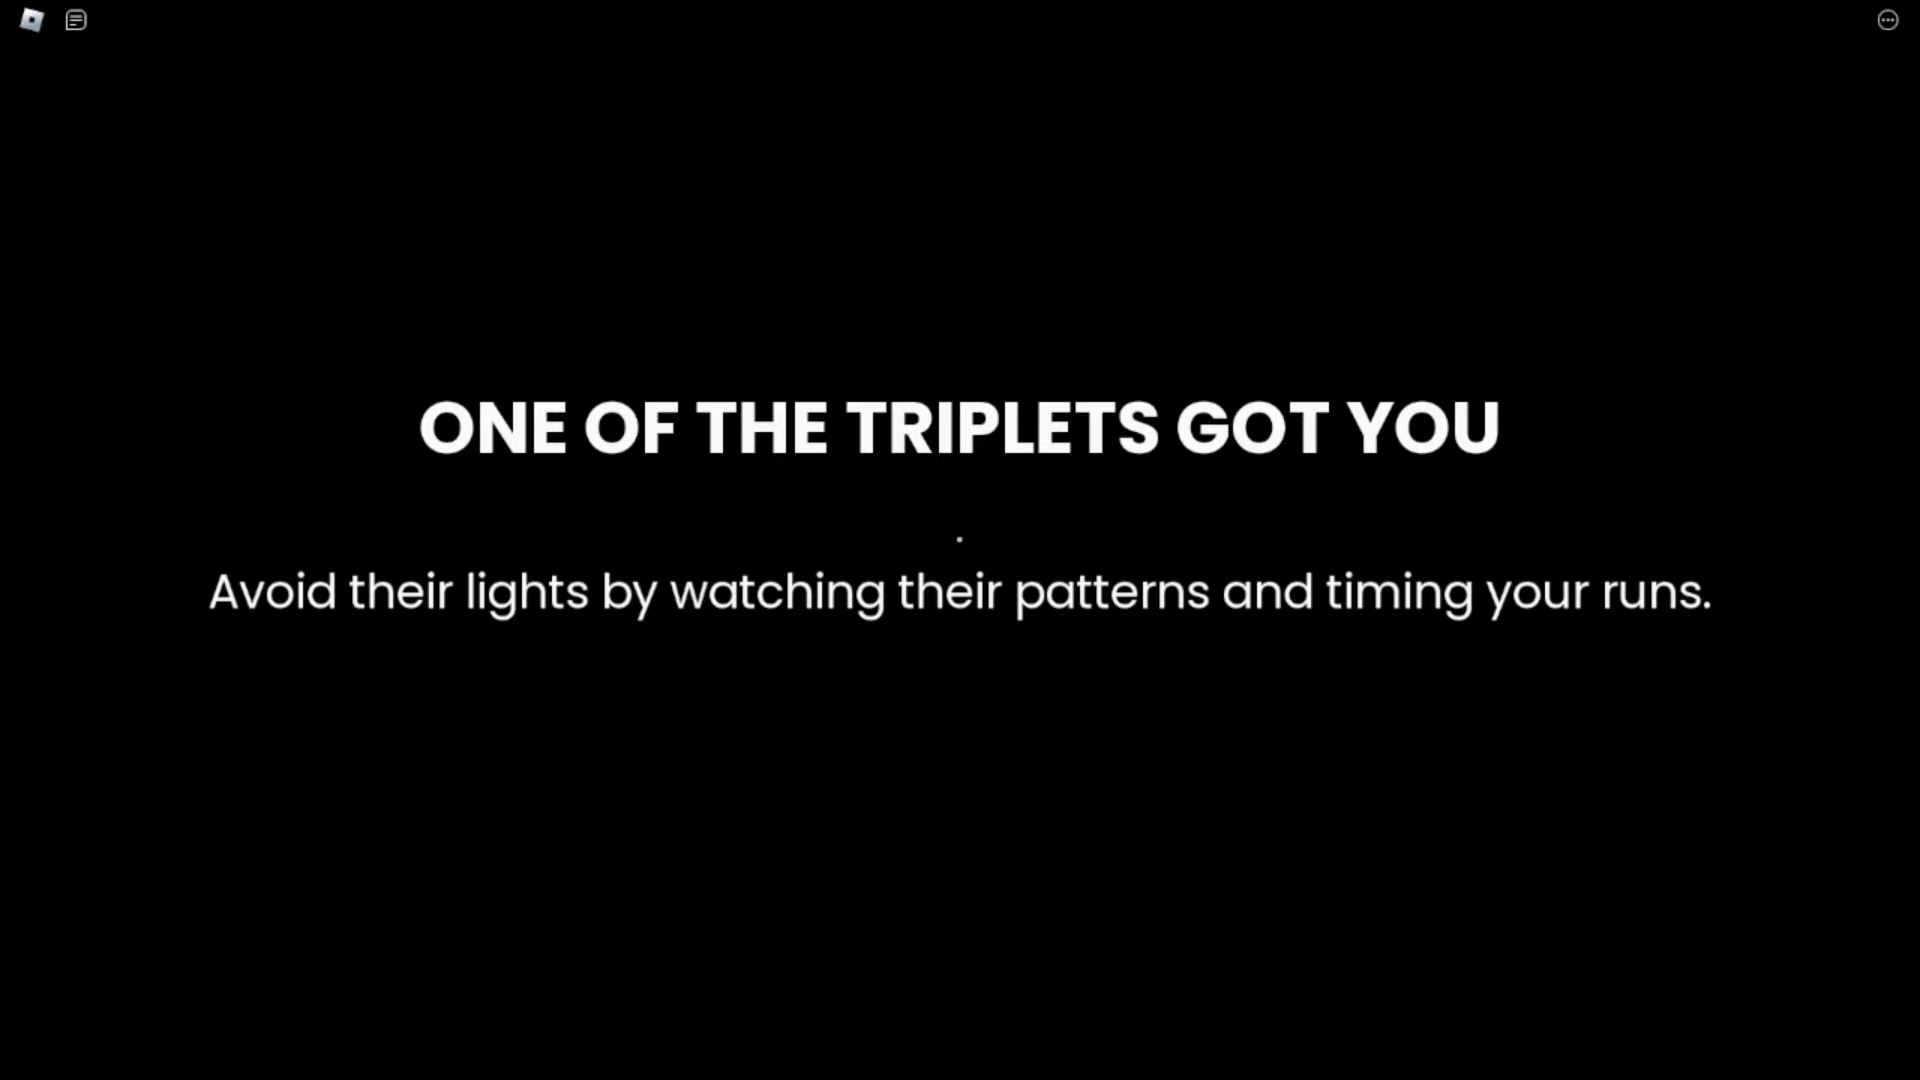 ONE OF THE TRIPLETS GOT YOU
Avoid their lights by watching their patterns and timing your runs.